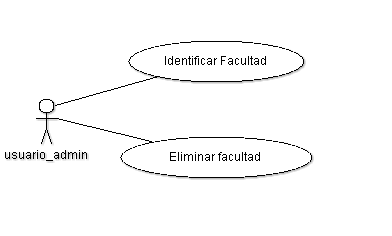 Identificar Facultad
usuario_admin
Eliminar facultad